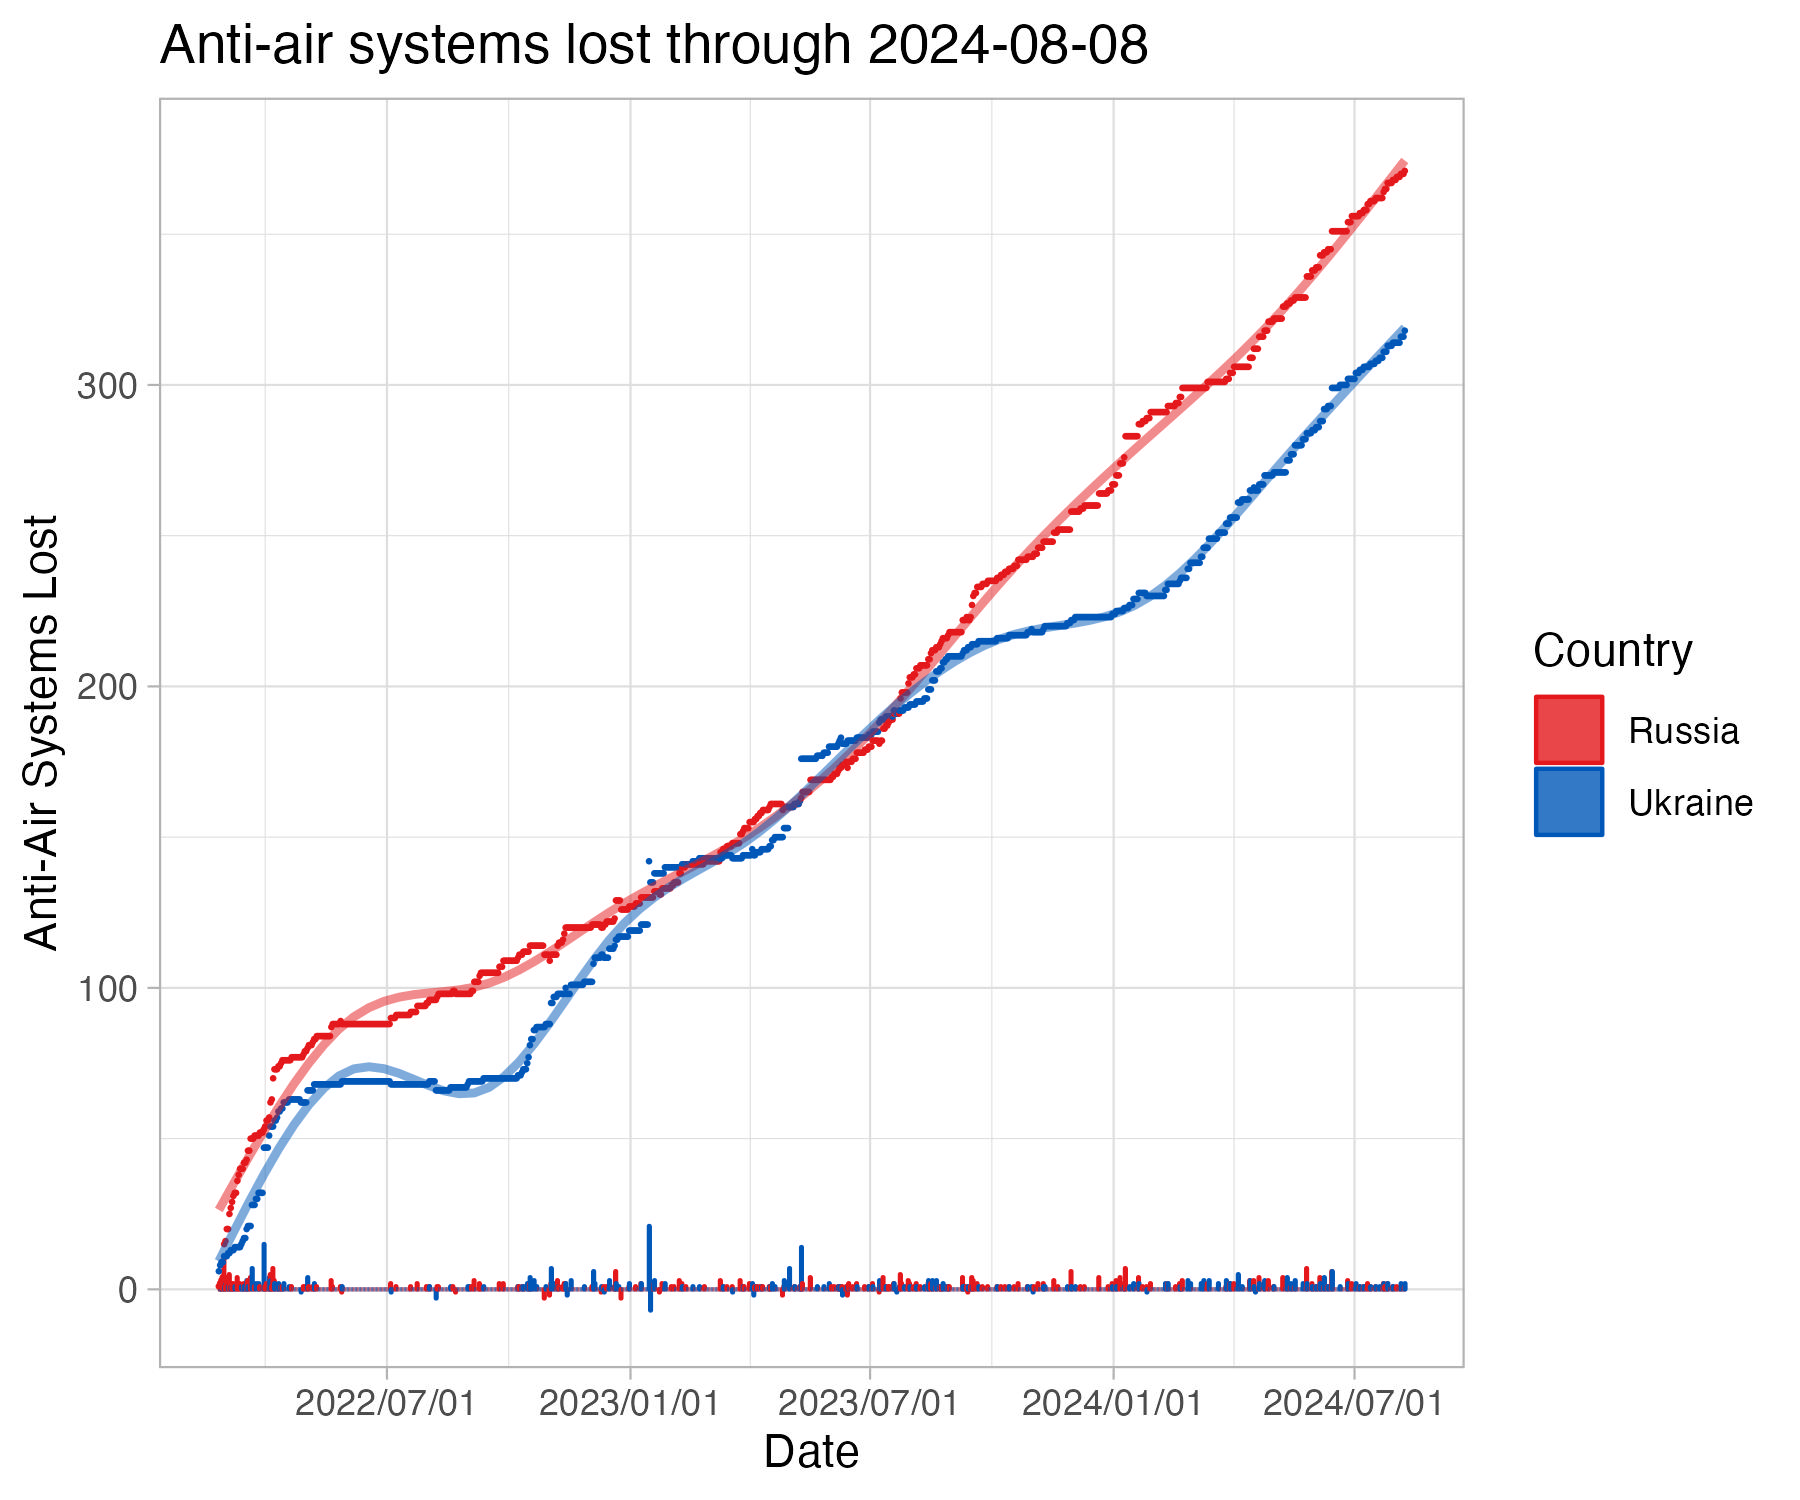 Anti-air systems lost through 2024-08-08
Anti-Air Systems Lost
300
200
100
0
2022/07/01
2023/01/01
2023/07/01
2024/01/01
2024/07/01
Date
Country
Russia
Ukraine